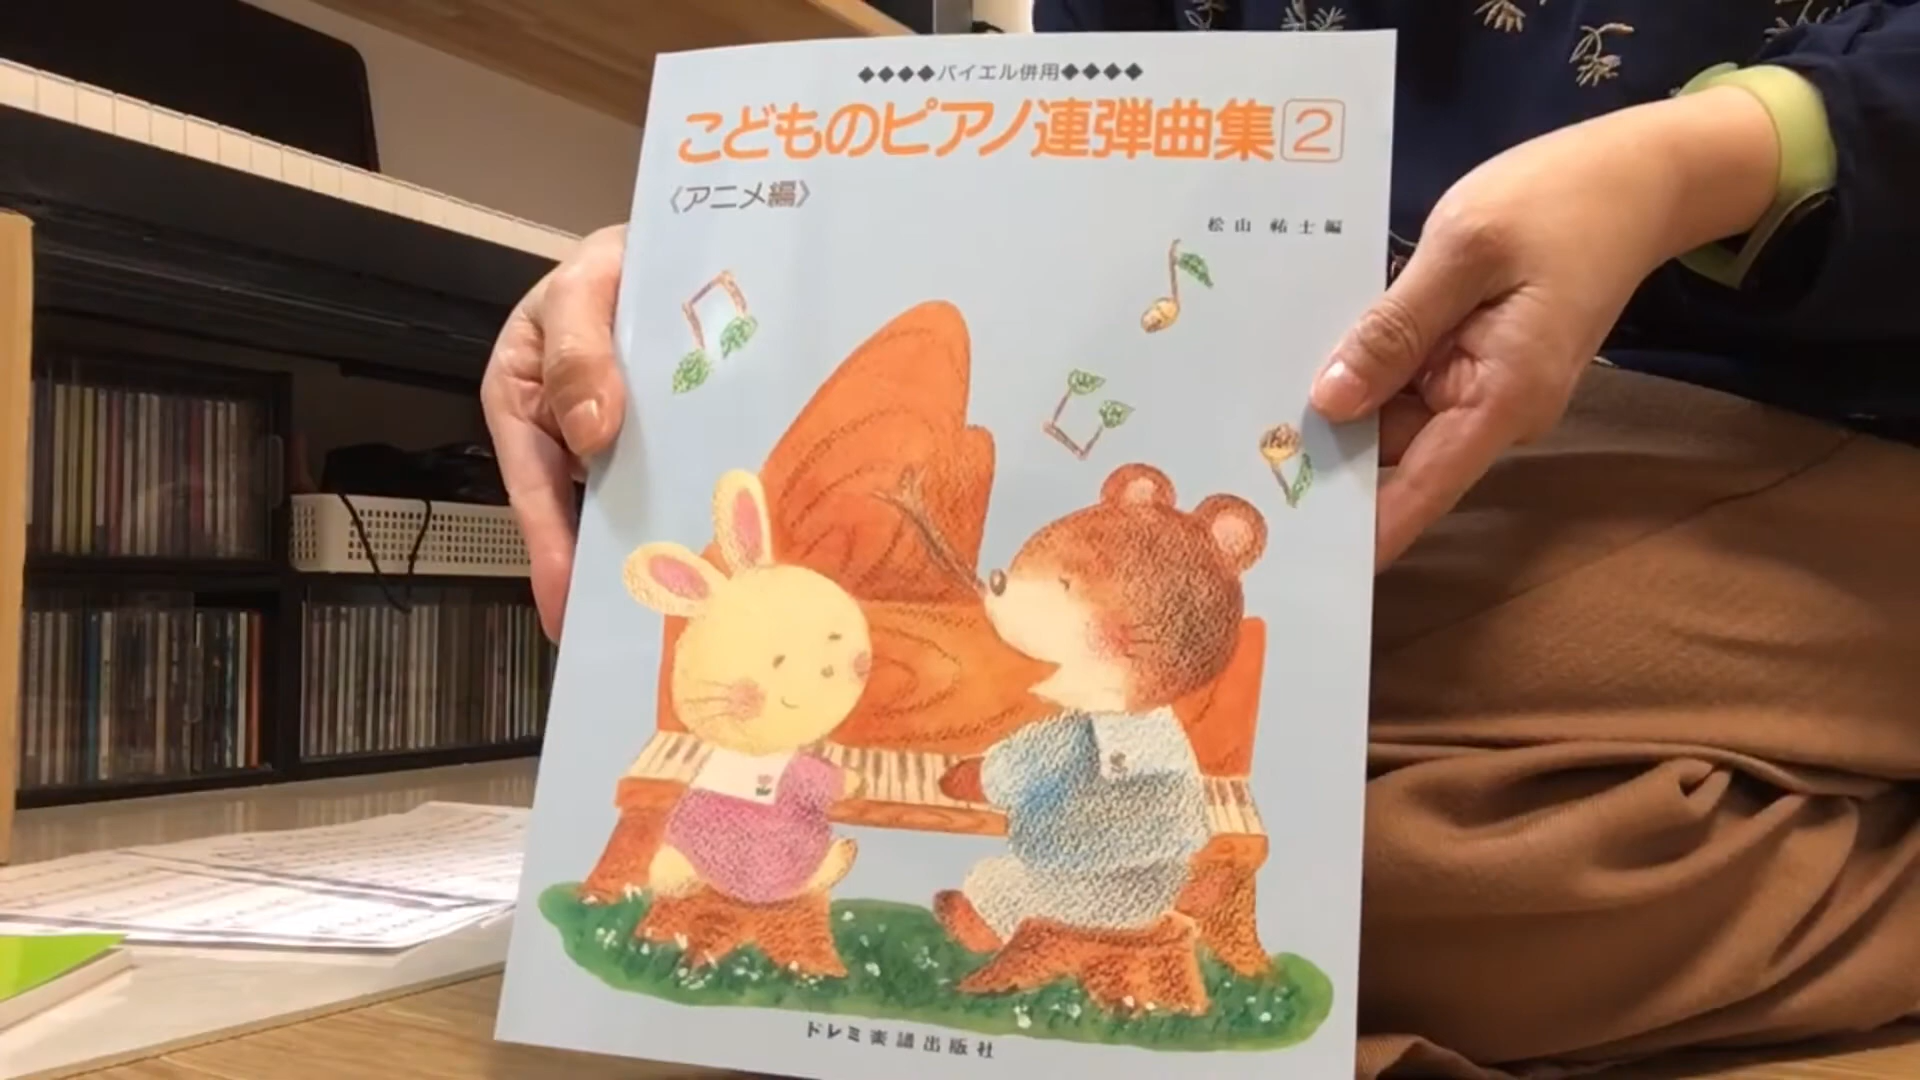 ◆◆◆◆バイエル併用◆◆◆◆
こどものピアノ連弾曲集2
《アニメ編》
松山 祐士編
ドレミ楽譜出版社